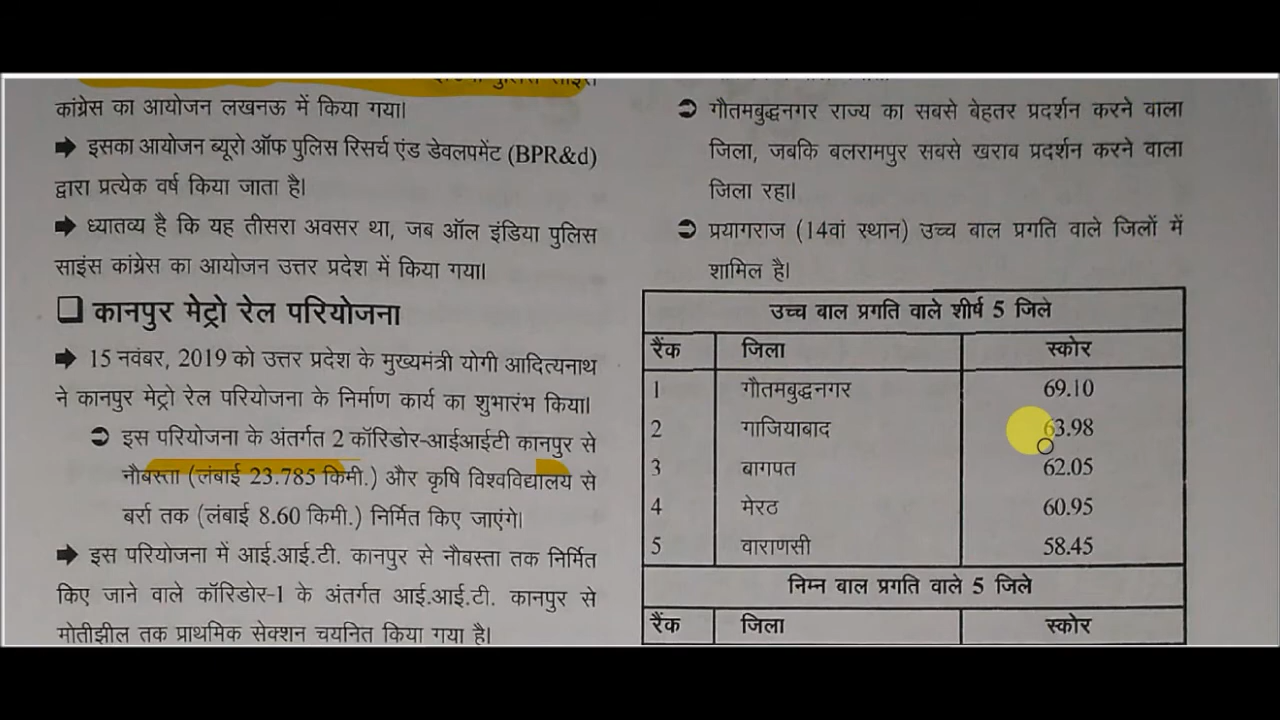 कांग्रेस का आयोजन लखनऊ में किया गया।
➡ इसका आयोजन ब्यूरो ऑफ पुलिस रिसर्च एंड डेवलपमेंट (BPR&d)
द्वारा प्रत्येक वर्ष किया जाता है।
➡ ध्यातव्य है कि यह तीसरा अवसर था, जब ऑल इंडिया पुलिस
साइंस कांग्रेस का आयोजन उत्तर प्रदेश में किया गया।
❑ कानपुर मेट्रो रेल परियोजना
➡ 15 नवंबर, 2019 को उत्तर प्रदेश के मुख्यमंत्री योगी आदित्यनाथ
ने कानपुर मेट्रो रेल परियोजना के निर्माण कार्य का शुभारंभ किया।
➲ इस परियोजना के अंतर्गत 2 कॉरिडोर-आईआईटी कानपुर से
नौबस्ता (लंबाई 23.785 किमी.) और कृषि विश्वविद्यालय से
बर्रा तक (लंबाई 8.60 किमी.) निर्मित किए जाएंगे।
➡ इस परियोजना में आई.आई.टी. कानपुर से नौबस्ता तक निर्मित
किए जाने वाले कॉरिडोर-1 के अंतर्गत आई.आई.टी. कानपुर से
मोतीझील तक प्राथमिक सेक्शन चयनित किया गया है।
➲ गौतमबुद्धनगर राज्य का सबसे बेहतर प्रदर्शन करने वाला
जिला, जबकि बलरामपुर सबसे खराब प्रदर्शन करने वाला
जिला रहा।
➲ प्रयागराज (14वां स्थान) उच्च बाल प्रगति वाले जिलों में
शामिल है।
उच्च बाल प्रगति वाले शीर्ष 5 जिले
रैंक जिला स्कोर
1 गौतमबुद्धनगर 69.10
2 गाजियाबाद 63.98
3 बागपत 62.05
4 मेरठ 60.95
5 वाराणसी 58.45
निम्न बाल प्रगति वाले 5 जिले
रैंक जिला स्कोर